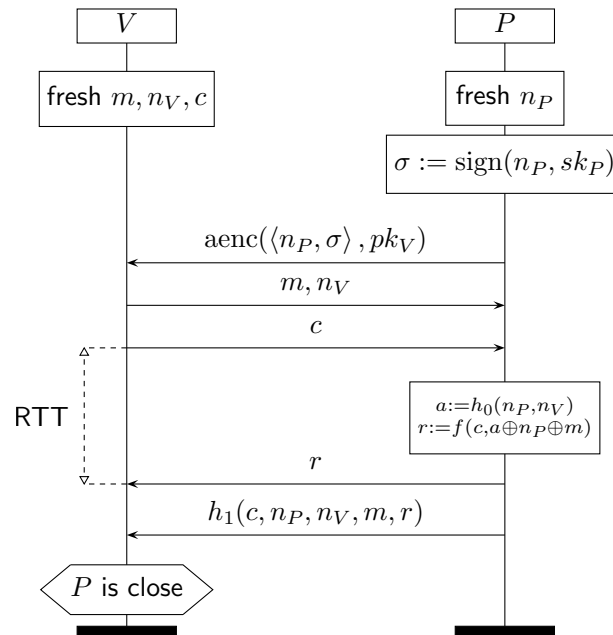 V
P
fresh m, n_V, c
fresh n_P
σ := sign(n_P, sk_P)
aenc(⟨n_P, σ⟩, pk_V)
m, n_V
c
RTT
a:=h_0(n_P,n_V)
r:=f(c,a⊕n_P⊕m)
r
h_1(c, n_P, n_V, m, r)
P is close